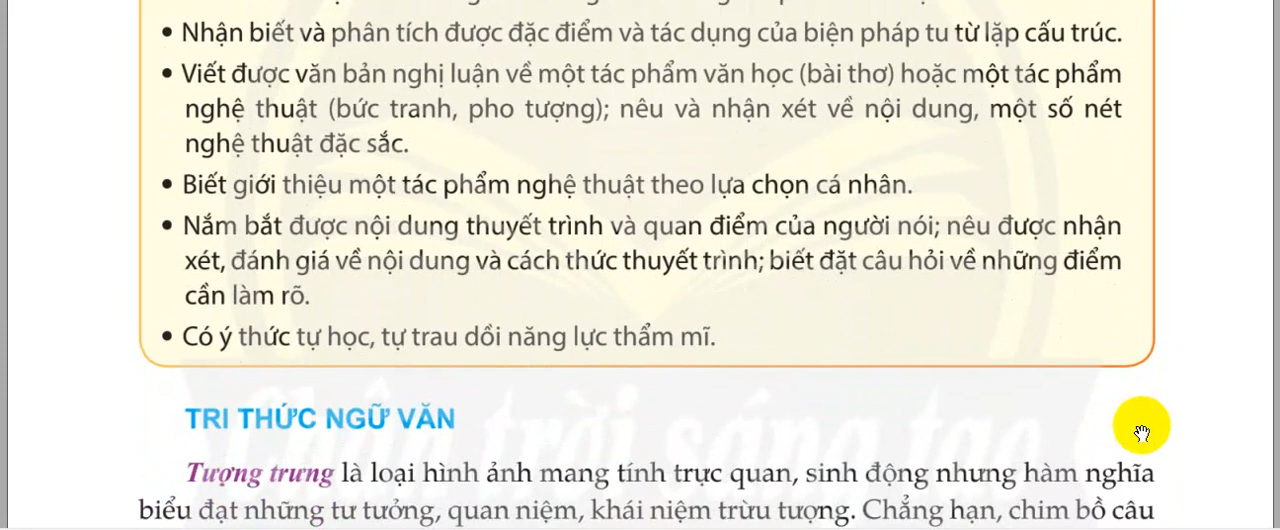 • Nhận biết và phân tích được đặc điểm và tác dụng của biện pháp tu từ lặp cấu trúc.
• Viết được văn bản nghị luận về một tác phẩm văn học (bài thơ) hoặc một tác phẩm
nghệ thuật (bức tranh, pho tượng); nêu và nhận xét về nội dung, một số nét
nghệ thuật đặc sắc.
• Biết giới thiệu một tác phẩm nghệ thuật theo lựa chọn cá nhân.
• Nắm bắt được nội dung thuyết trình và quan điểm của người nói; nêu được nhận
xét, đánh giá về nội dung và cách thức thuyết trình; biết đặt câu hỏi về những điểm
cần làm rõ.
• Có ý thức tự học, tự trau dồi năng lực thẩm mĩ.
Chân trời sáng tạo
TRI THỨC NGỮ VĂN
Tượng trưng là loại hình ảnh mang tính trực quan, sinh động nhưng hàm nghĩa
biểu đạt những tư tưởng, quan niệm, khái niệm trừu tượng. Chẳng hạn, chim bồ câu